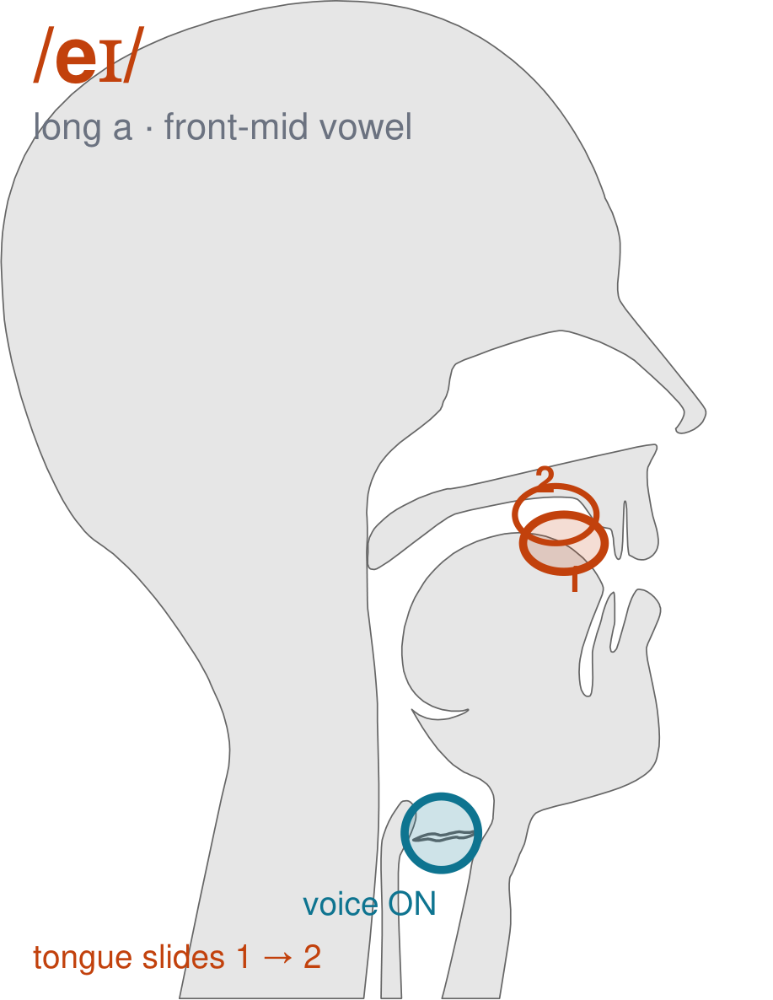 /eɪ/
long a · front-mid vowel
2
1
voice ON
tongue slides 1 → 2